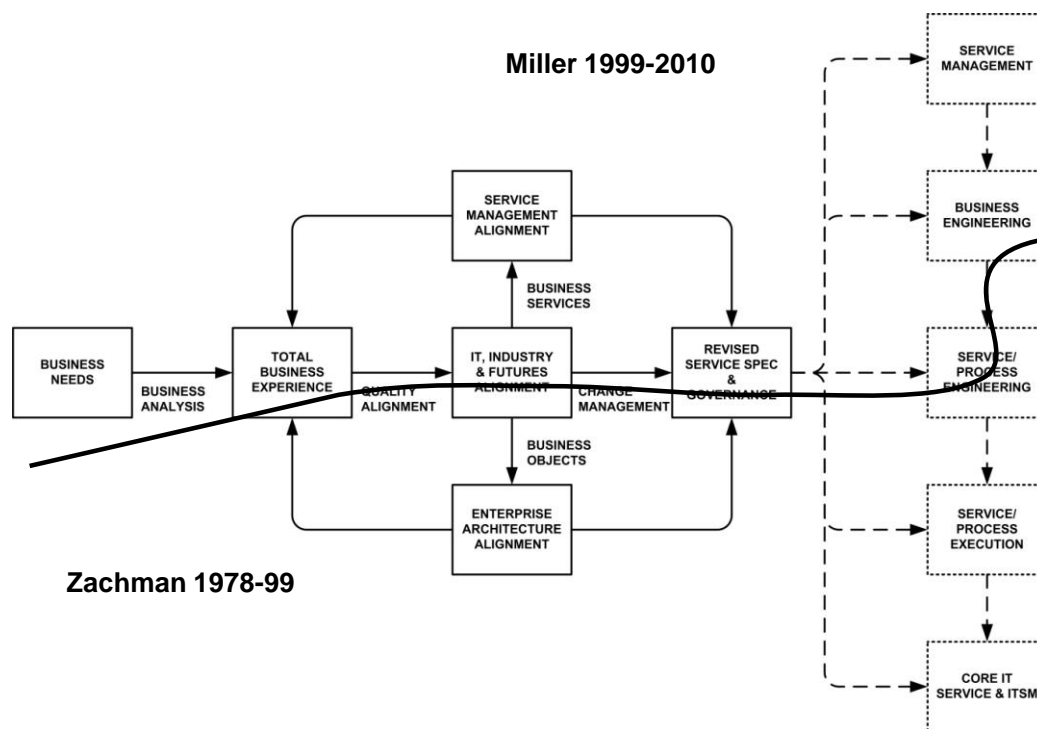 Miller 1999-2010
SERVICE
MANAGEMENT
SERVICE
MANAGEMENT
ALIGNMENT
BUSINESS
ENGINEERING
BUSINESS
SERVICES
BUSINESS
NEEDS
BUSINESS
ANALYSIS
TOTAL
BUSINESS
EXPERIENCE
QUALITY
ALIGNMENT
IT, INDUSTRY
& FUTURES
ALIGNMENT
CHANGE
MANAGEMENT
REVISED
SERVICE SPEC
&
GOVERNANCE
SERVICE/
PROCESS
ENGINEERING
BUSINESS
OBJECTS
ENTERPRISE
ARCHITECTURE
ALIGNMENT
SERVICE/
PROCESS
EXECUTION
Zachman 1978-99
CORE IT
SERVICE & ITSM